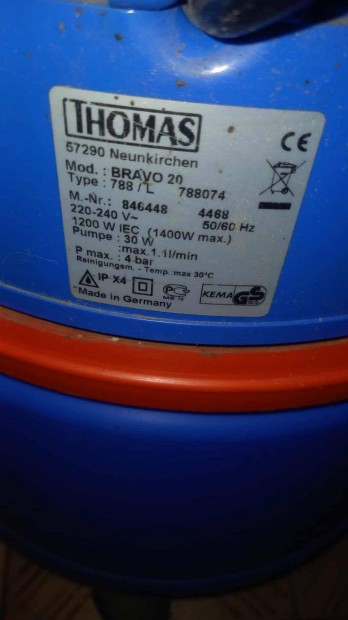 THOMAS
57290 Neunkirchen
Mod.: BRAVO 20
Type : 788 / L 788074
M.-Nr.: 846448 4468
220-240 V~ 50/60 Hz
1200 W IEC (1400W max.)
Pumpe : 30 W
:max.1.1l/min
P max. : 4 bar
Reinigungsm. - Temp.:max 30°C
IP X4
Made in Germany
CE
KEMA GS